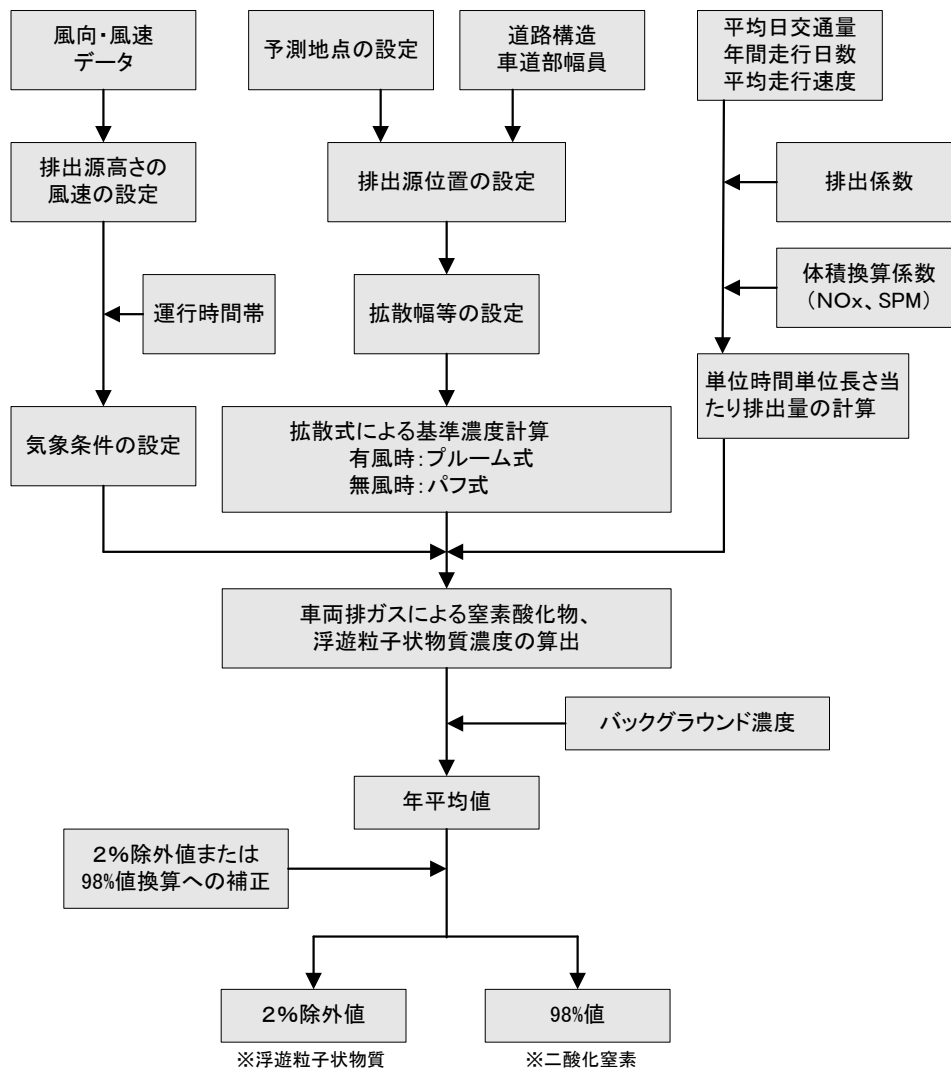 風向・風速
データ
予測地点の設定
道路構造
車道部幅員
平均日交通量
年間走行日数
平均走行速度
排出源高さの
風速の設定
排出源位置の設定
排出係数
運行時間帯
拡散幅等の設定
体積換算係数
（NOx、SPM）
気象条件の設定
拡散式による基準濃度計算
有風時：プルーム式
無風時：パフ式
単位時間単位長さ当
たり排出量の計算
車両排ガスによる窒素酸化物、
浮遊粒子状物質濃度の算出
バックグラウンド濃度
年平均値
２％除外値または
98%値換算への補正
２％除外値
98%値
※浮遊粒子状物質
※二酸化窒素